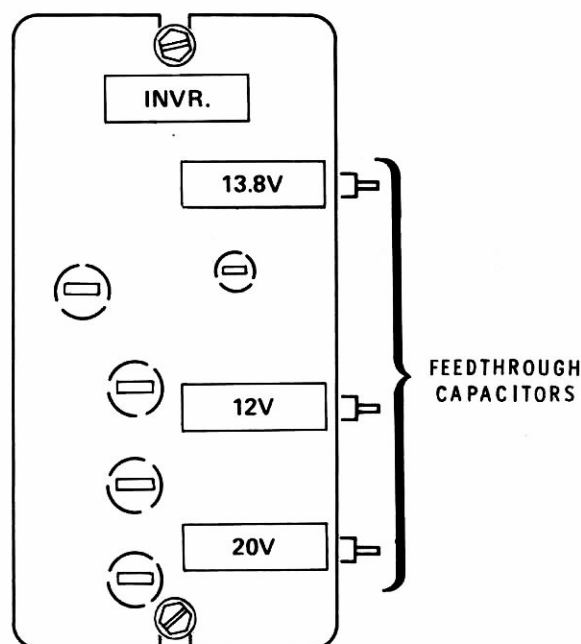 INVR.
13.8V
FEEDTHROUGH
CAPACITORS
12V
20V